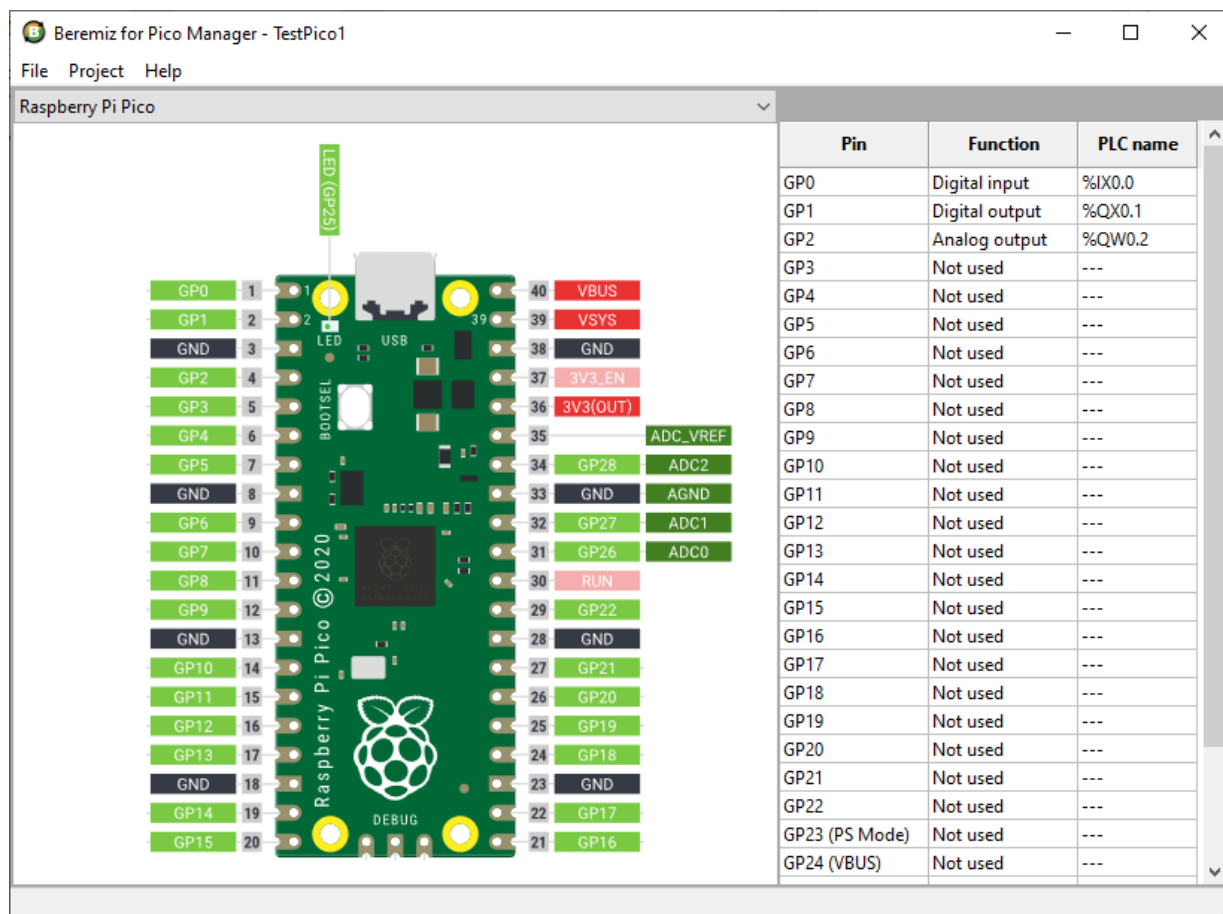 Beremiz for Pico Manager - TestPico1
File Project Help
Raspberry Pi Pico
LED (GP25)
GP0 1 1 40 VBUS
GP1 2 2 39 39 VSYS
LED USB
GND 3 38 GND
GP2 4 37 3V3_EN
BOOTSEL
GP3 5 36 3V3(OUT)
GP4 6 35 ADC_VREF
GP5 7 34 GP28 ADC2
GND 8 33 GND AGND
GP6 9 32 GP27 ADC1
GP7 10 31 GP26 ADC0
GP8 11 30 RUN
GP9 12 29 GP22
GND 13 28 GND
GP10 14 27 GP21
GP11 15 26 GP20
GP12 16 25 GP19
GP13 17 24 GP18
GND 18 23 GND
GP14 19 22 GP17
GP15 20 21 GP16
Raspberry Pi Pico © 2020
DEBUG
Pin Function PLC name
GP0 Digital input %IX0.0
GP1 Digital output %QX0.1
GP2 Analog output %QW0.2
GP3 Not used ---
GP4 Not used ---
GP5 Not used ---
GP6 Not used ---
GP7 Not used ---
GP8 Not used ---
GP9 Not used ---
GP10 Not used ---
GP11 Not used ---
GP12 Not used ---
GP13 Not used ---
GP14 Not used ---
GP15 Not used ---
GP16 Not used ---
GP17 Not used ---
GP18 Not used ---
GP19 Not used ---
GP20 Not used ---
GP21 Not used ---
GP22 Not used ---
GP23 (PS Mode) Not used ---
GP24 (VBUS) Not used ---